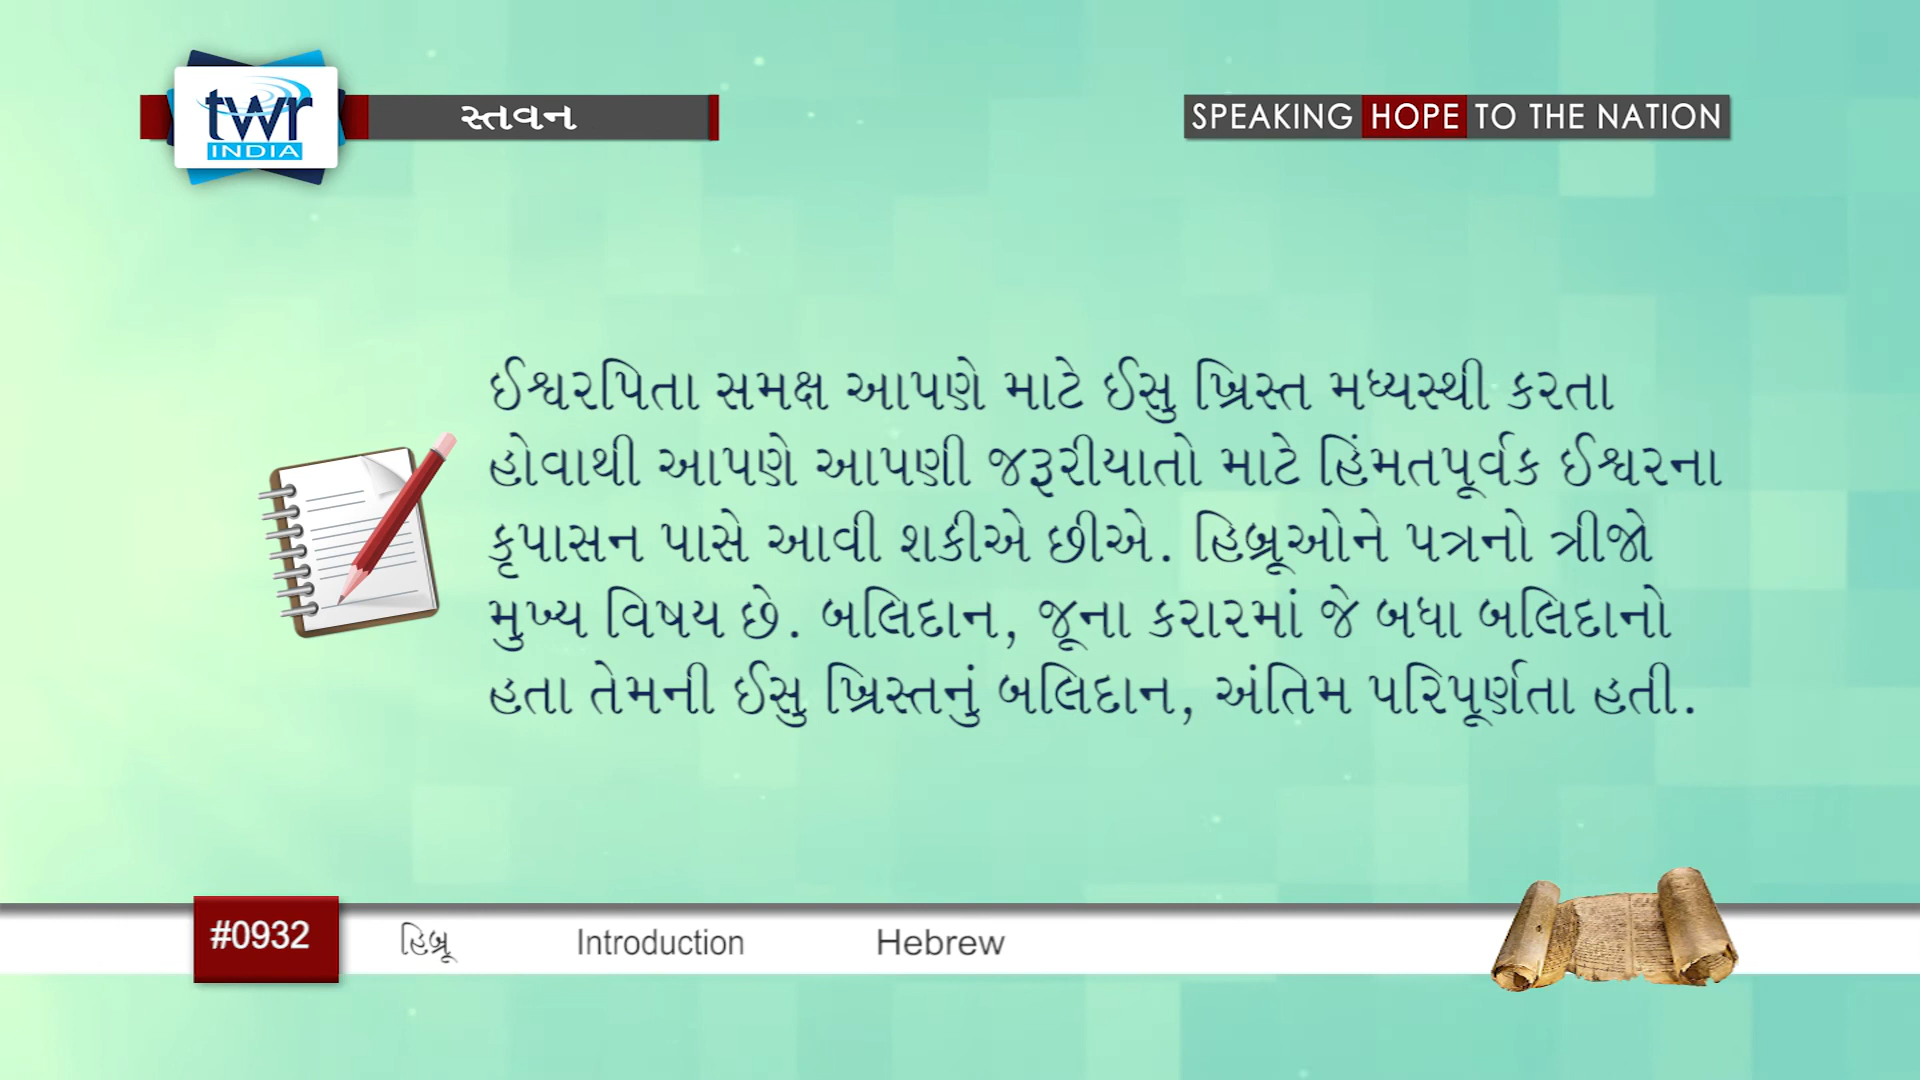 twr
INDIA
સ્તવન
SPEAKING HOPE TO THE NATION
ઈશ્વરપિતા સમક્ષ આપણે માટે ઈસુ ખ્રિસ્ત મધ્યસ્થી કરતા
હોવાથી આપણે આપણી જરૂરીયાતો માટે હિંમતપૂર્વક ઈશ્વરના
કૃપાસન પાસે આવી શકીએ છીએ. હિબ્રૂઓને પત્રનો ત્રીજો
મુખ્ય વિષય છે. બલિદાન, જૂના કરારમાં જે બધા બલિદાનો
હતા તેમની ઈસુ ખ્રિસ્તનું બલિદાન, અંતિમ પરિપૂર્ણતા હતી.
#0932 હિબ્રૂ Introduction Hebrew